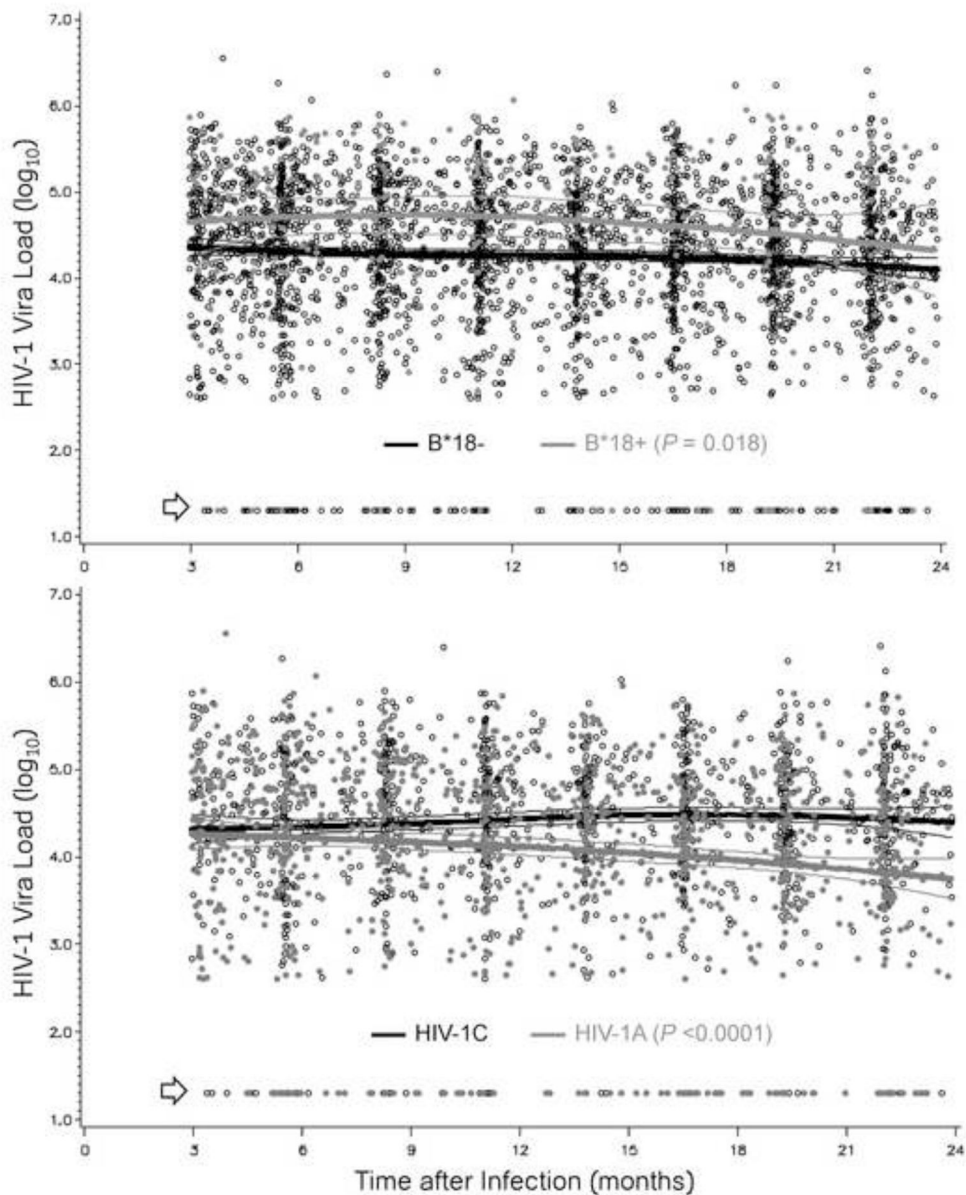 7.0
6.0
5.0
4.0
3.0
2.0
1.0
HIV-1 Vira Load (log10)
B*18- B*18+ (P = 0.018)
0 3 6 9 12 15 18 21 24
7.0
6.0
5.0
4.0
3.0
2.0
1.0
HIV-1 Vira Load (log10)
HIV-1C HIV-1A (P <0.0001)
0 3 6 9 12 15 18 21 24
Time after Infection (months)